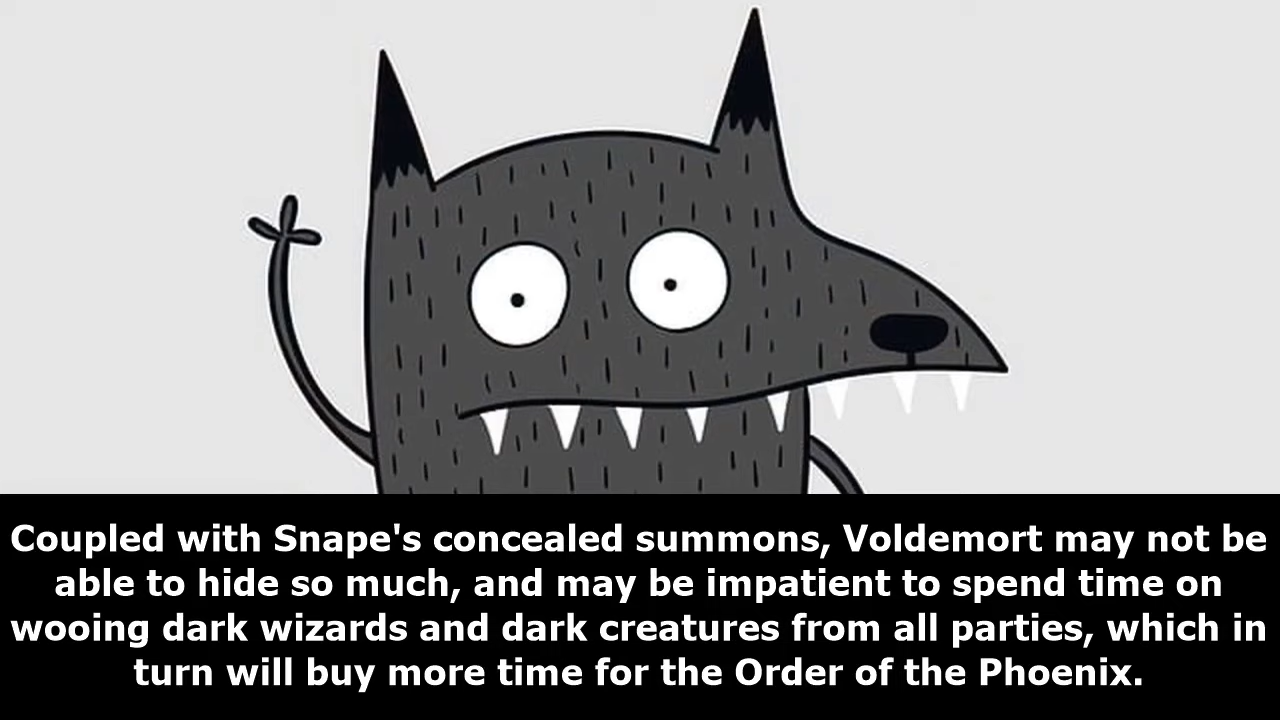 Coupled with Snape's concealed summons, Voldemort may not be
able to hide so much, and may be impatient to spend time on
wooing dark wizards and dark creatures from all parties, which in
turn will buy more time for the Order of the Phoenix.